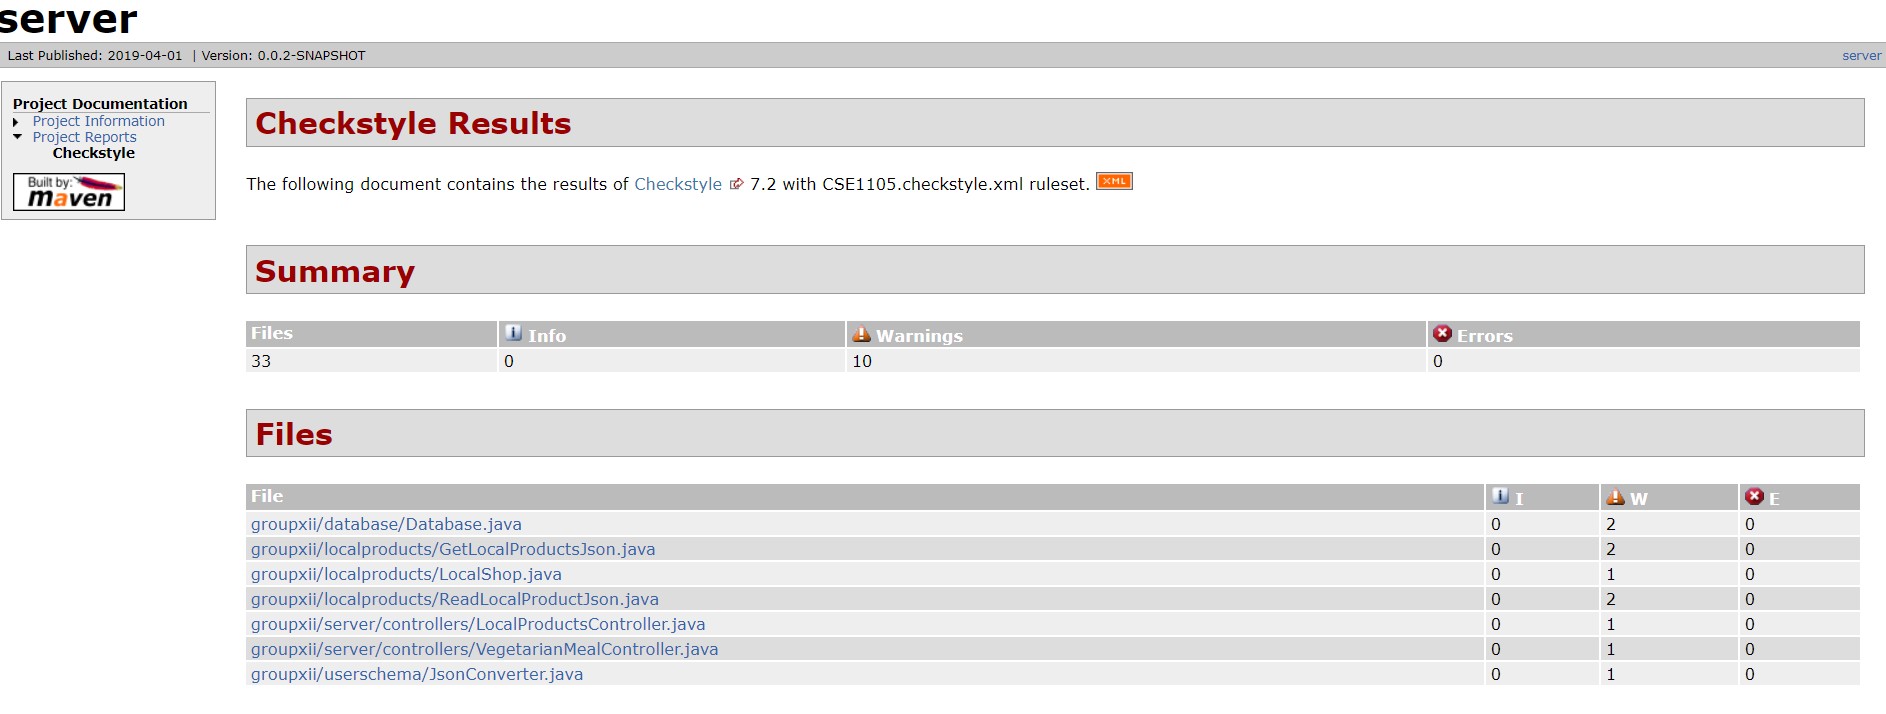 server
Last Published: 2019-04-01 | Version: 0.0.2-SNAPSHOT server
Project Documentation
Project Information
Project Reports
Checkstyle
Built by:
maven
Checkstyle Results
The following document contains the results of Checkstyle 7.2 with CSE1105.checkstyle.xml ruleset. XML
Summary
Files Info Warnings Errors
33 0 10 0
Files
File I W E
groupxii/database/Database.java 0 2 0
groupxii/localproducts/GetLocalProductsJson.java 0 2 0
groupxii/localproducts/LocalShop.java 0 1 0
groupxii/localproducts/ReadLocalProductJson.java 0 2 0
groupxii/server/controllers/LocalProductsController.java 0 1 0
groupxii/server/controllers/VegetarianMealController.java 0 1 0
groupxii/userschema/JsonConverter.java 0 1 0